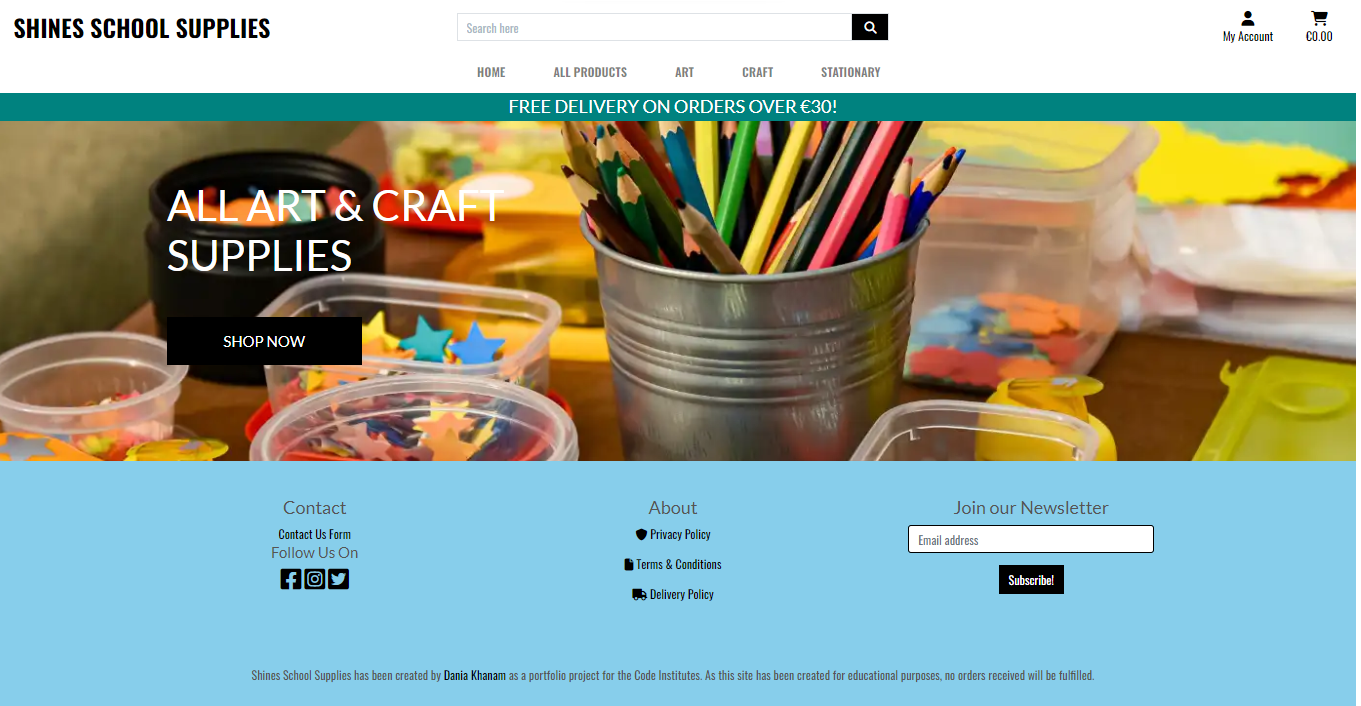 SHINES SCHOOL SUPPLIES
Search here
My Account
€0.00
HOME
ALL PRODUCTS
ART
CRAFT
STATIONARY
FREE DELIVERY ON ORDERS OVER €30!
ALL ART & CRAFT
SUPPLIES
SHOP NOW
Contact
Contact Us Form
Follow Us On
About
Privacy Policy
Terms & Conditions
Delivery Policy
Join our Newsletter
Email address
Subscribe!
Shines School Supplies has been created by Dania Khanam as a portfolio project for the Code Institutes. As this site has been created for educational purposes, no orders received will be fulfilled.